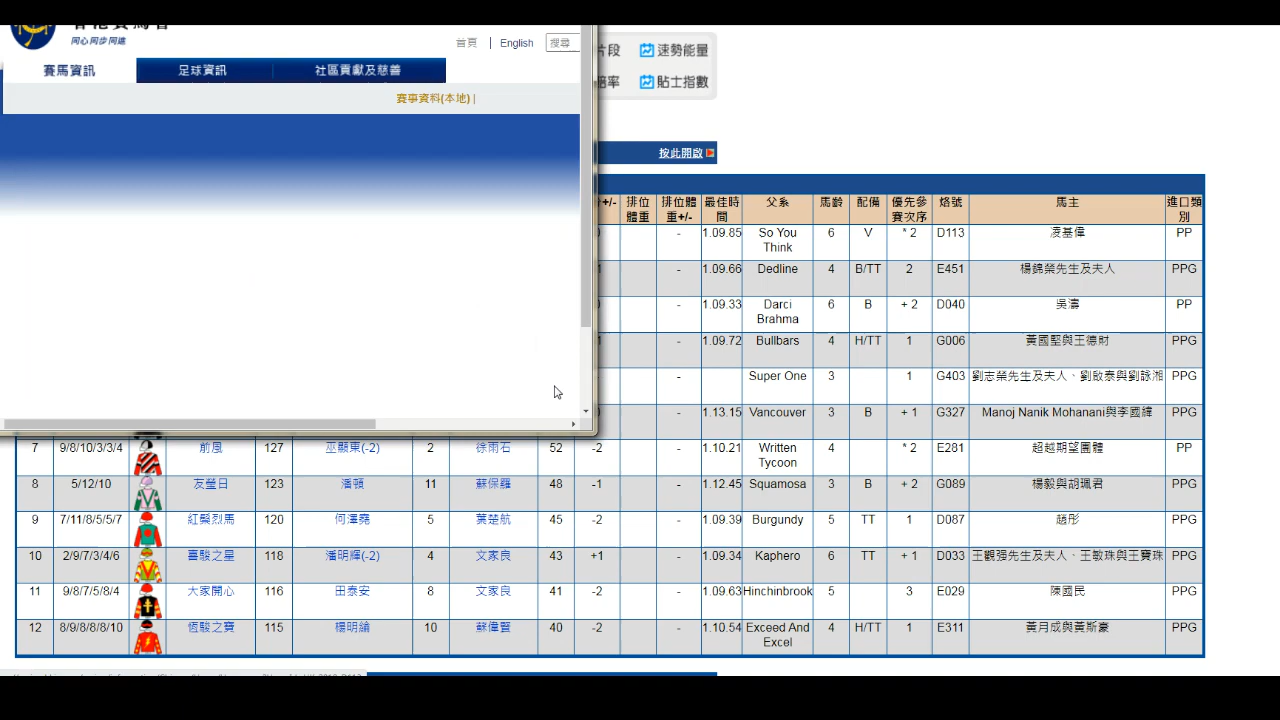 同心同步同進
首頁 | English 搜尋
賽馬資訊 足球資訊 社區貢獻及慈善
賽事資料(本地) |
片段 速勢能量
賠率 貼士指數
按此開啟
+/- 排位體重 排位體重+/- 最佳時間 父系 馬齡 配備 優先參賽次序 烙號 馬主 進口類別
- 1.09.85 So You Think 6 V * 2 D113 凌基偉 PP
- 1.09.66 Dedline 4 B/TT 2 E451 楊錦榮先生及夫人 PPG
- 1.09.33 Darci Brahma 6 B + 2 D040 吳濤 PP
- 1.09.72 Bullbars 4 H/TT 1 G006 黃國堅與王德財 PPG
- Super One 3 1 G403 劉志榮先生及夫人、劉啟泰與劉詠湘 PPG
- 1.13.15 Vancouver 3 B + 1 G327 Manoj Nanik Mohanani與李國緯 PPG
7 9/8/10/3/3/4 前風 127 巫顯東(-2) 2 徐雨石 52 -2 - 1.10.21 Written Tycoon 4 * 2 E281 超越期望團體 PP
8 5/12/10 友瑩日 123 潘頓 11 蘇保羅 48 -1 - 1.12.45 Squamosa 3 B + 2 G089 楊毅與胡珮君 PPG
9 7/11/8/5/5/7 紅鬃烈馬 120 何澤堯 5 葉楚航 45 -2 - 1.09.39 Burgundy 5 TT 1 D087 趙彤 PPG
10 2/9/7/3/4/6 喜駿之星 118 潘明輝(-2) 4 文家良 43 +1 - 1.09.34 Kaphero 6 TT + 1 D033 王觀强先生及夫人、王敏珠與王寶珠 PPG
11 9/8/7/5/8/4 大家開心 116 田泰安 8 文家良 41 -2 - 1.09.63 Hinchinbrook 5 3 E029 陳國民 PPG
12 8/9/8/8/8/10 恆駿之寶 115 楊明綸 10 蘇偉賢 40 -2 - 1.10.54 Exceed And Excel 4 H/TT 1 E311 黃月成與黃斯豪 PPG